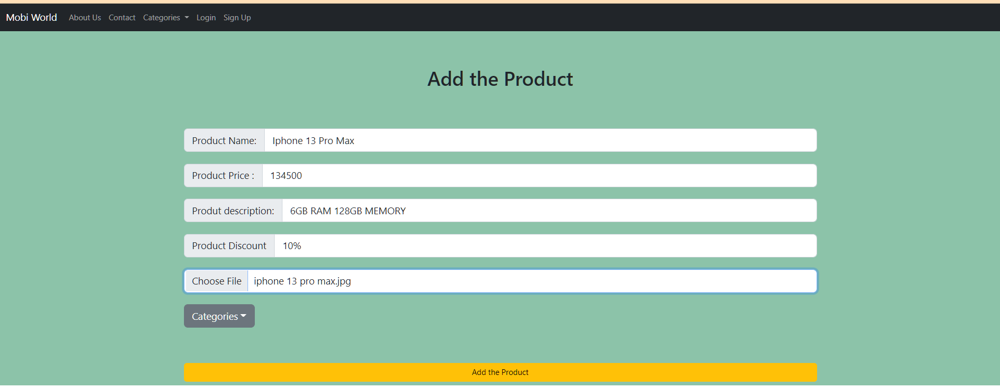 Mobi World About Us Contact Categories Login Sign Up
Add the Product
Product Name: Iphone 13 Pro Max
Product Price : 134500
Produt description: 6GB RAM 128GB MEMORY
Product Discount 10%
Choose File iphone 13 pro max.jpg
Categories
Add the Product